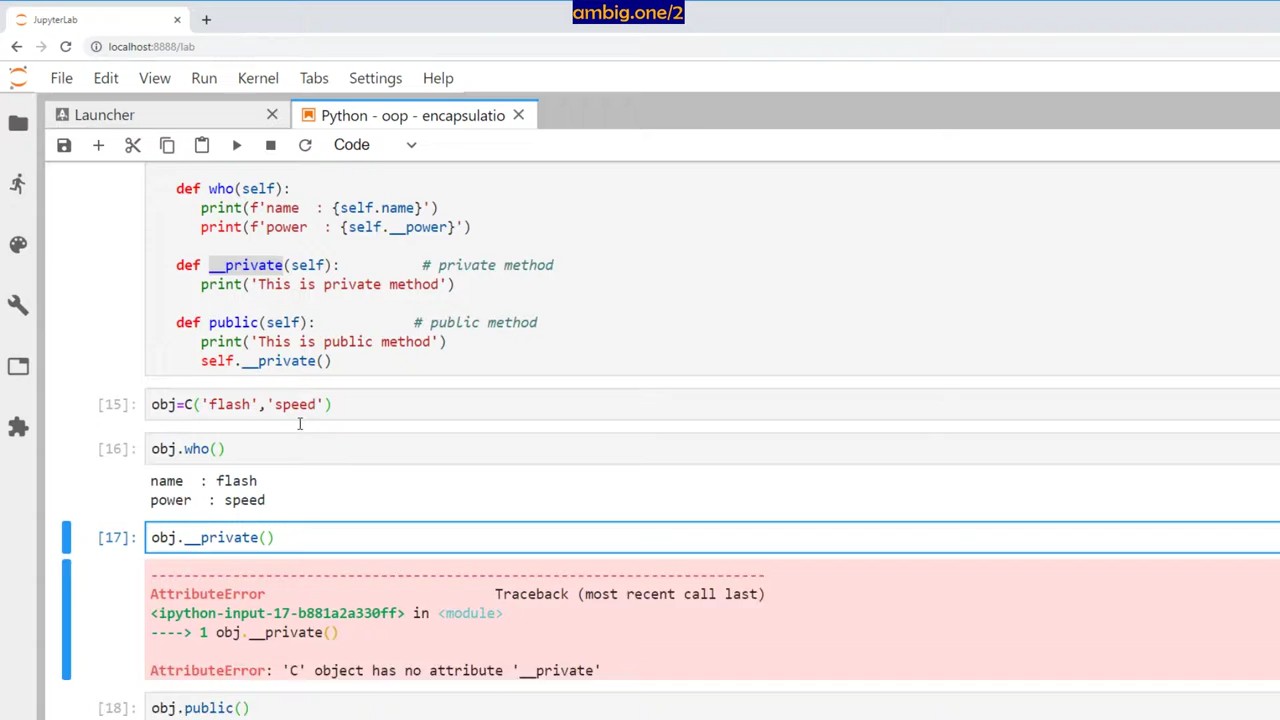 ambig.one/2
JupyterLab
localhost:8888/lab
File Edit View Run Kernel Tabs Settings Help
Launcher
Python - oop - encapsulatio
Code
def who(self):
print(f'name  : {self.name}')
print(f'power  : {self.__power}')
def __private(self):          # private method
print('This is private method')
def public(self):            # public method
print('This is public method')
self.__private()
[15]: obj=C('flash','speed')
[16]: obj.who()
name  : flash
power  : speed
[17]: obj.__private()
---------------------------------------------------------------------------
AttributeError                            Traceback (most recent call last)
<ipython-input-17-b881a2a330ff> in <module>
----> 1 obj.__private()
AttributeError: 'C' object has no attribute '__private'
[18]: obj.public()